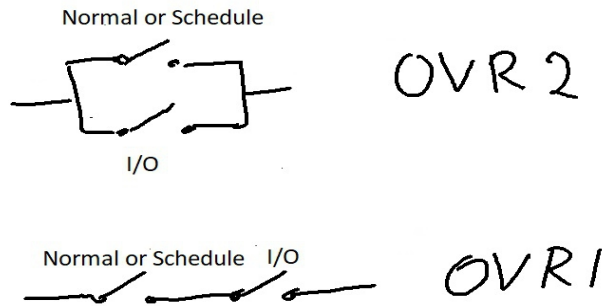 Normal or Schedule
OVR 2
I/O
Normal or Schedule I/O
OVR1